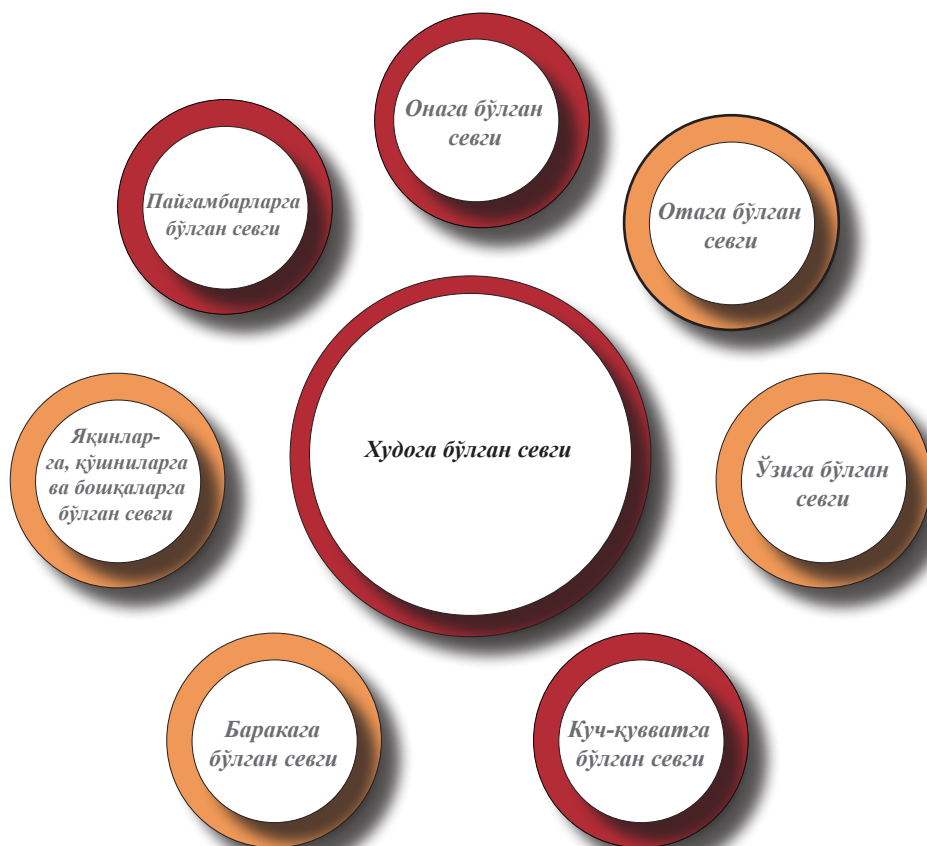 Онага бўлган
севги
Пайғамбарларга
бўлган севги
Отага бўлган
севги
Худога бўлган севги
Яқинлар-
га, қўшниларга
ва бошқаларга
бўлган севги
Ўзига бўлган
севги
Баракага
бўлган севги
Куч-қувватга
бўлган севги